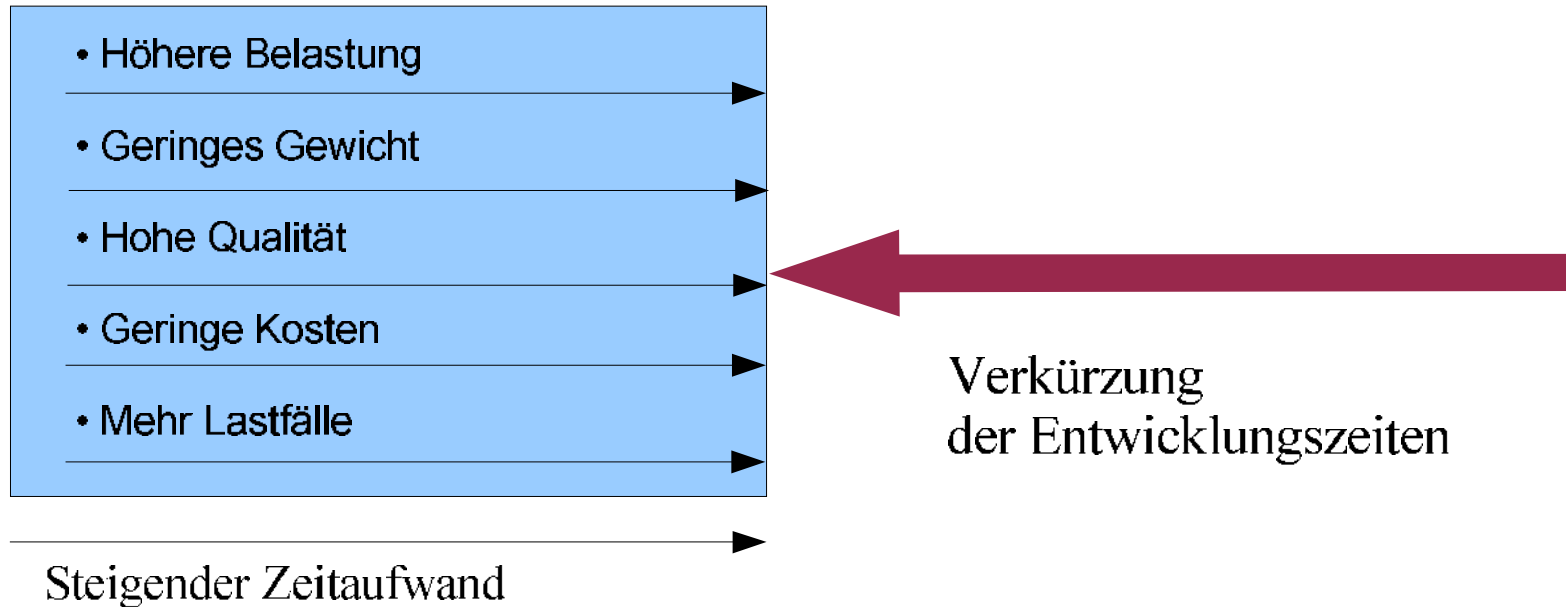 • Höhere Belastung
• Geringes Gewicht
• Hohe Qualität
• Geringe Kosten
• Mehr Lastfälle
Verkürzung
der Entwicklungszeiten
Steigender Zeitaufwand